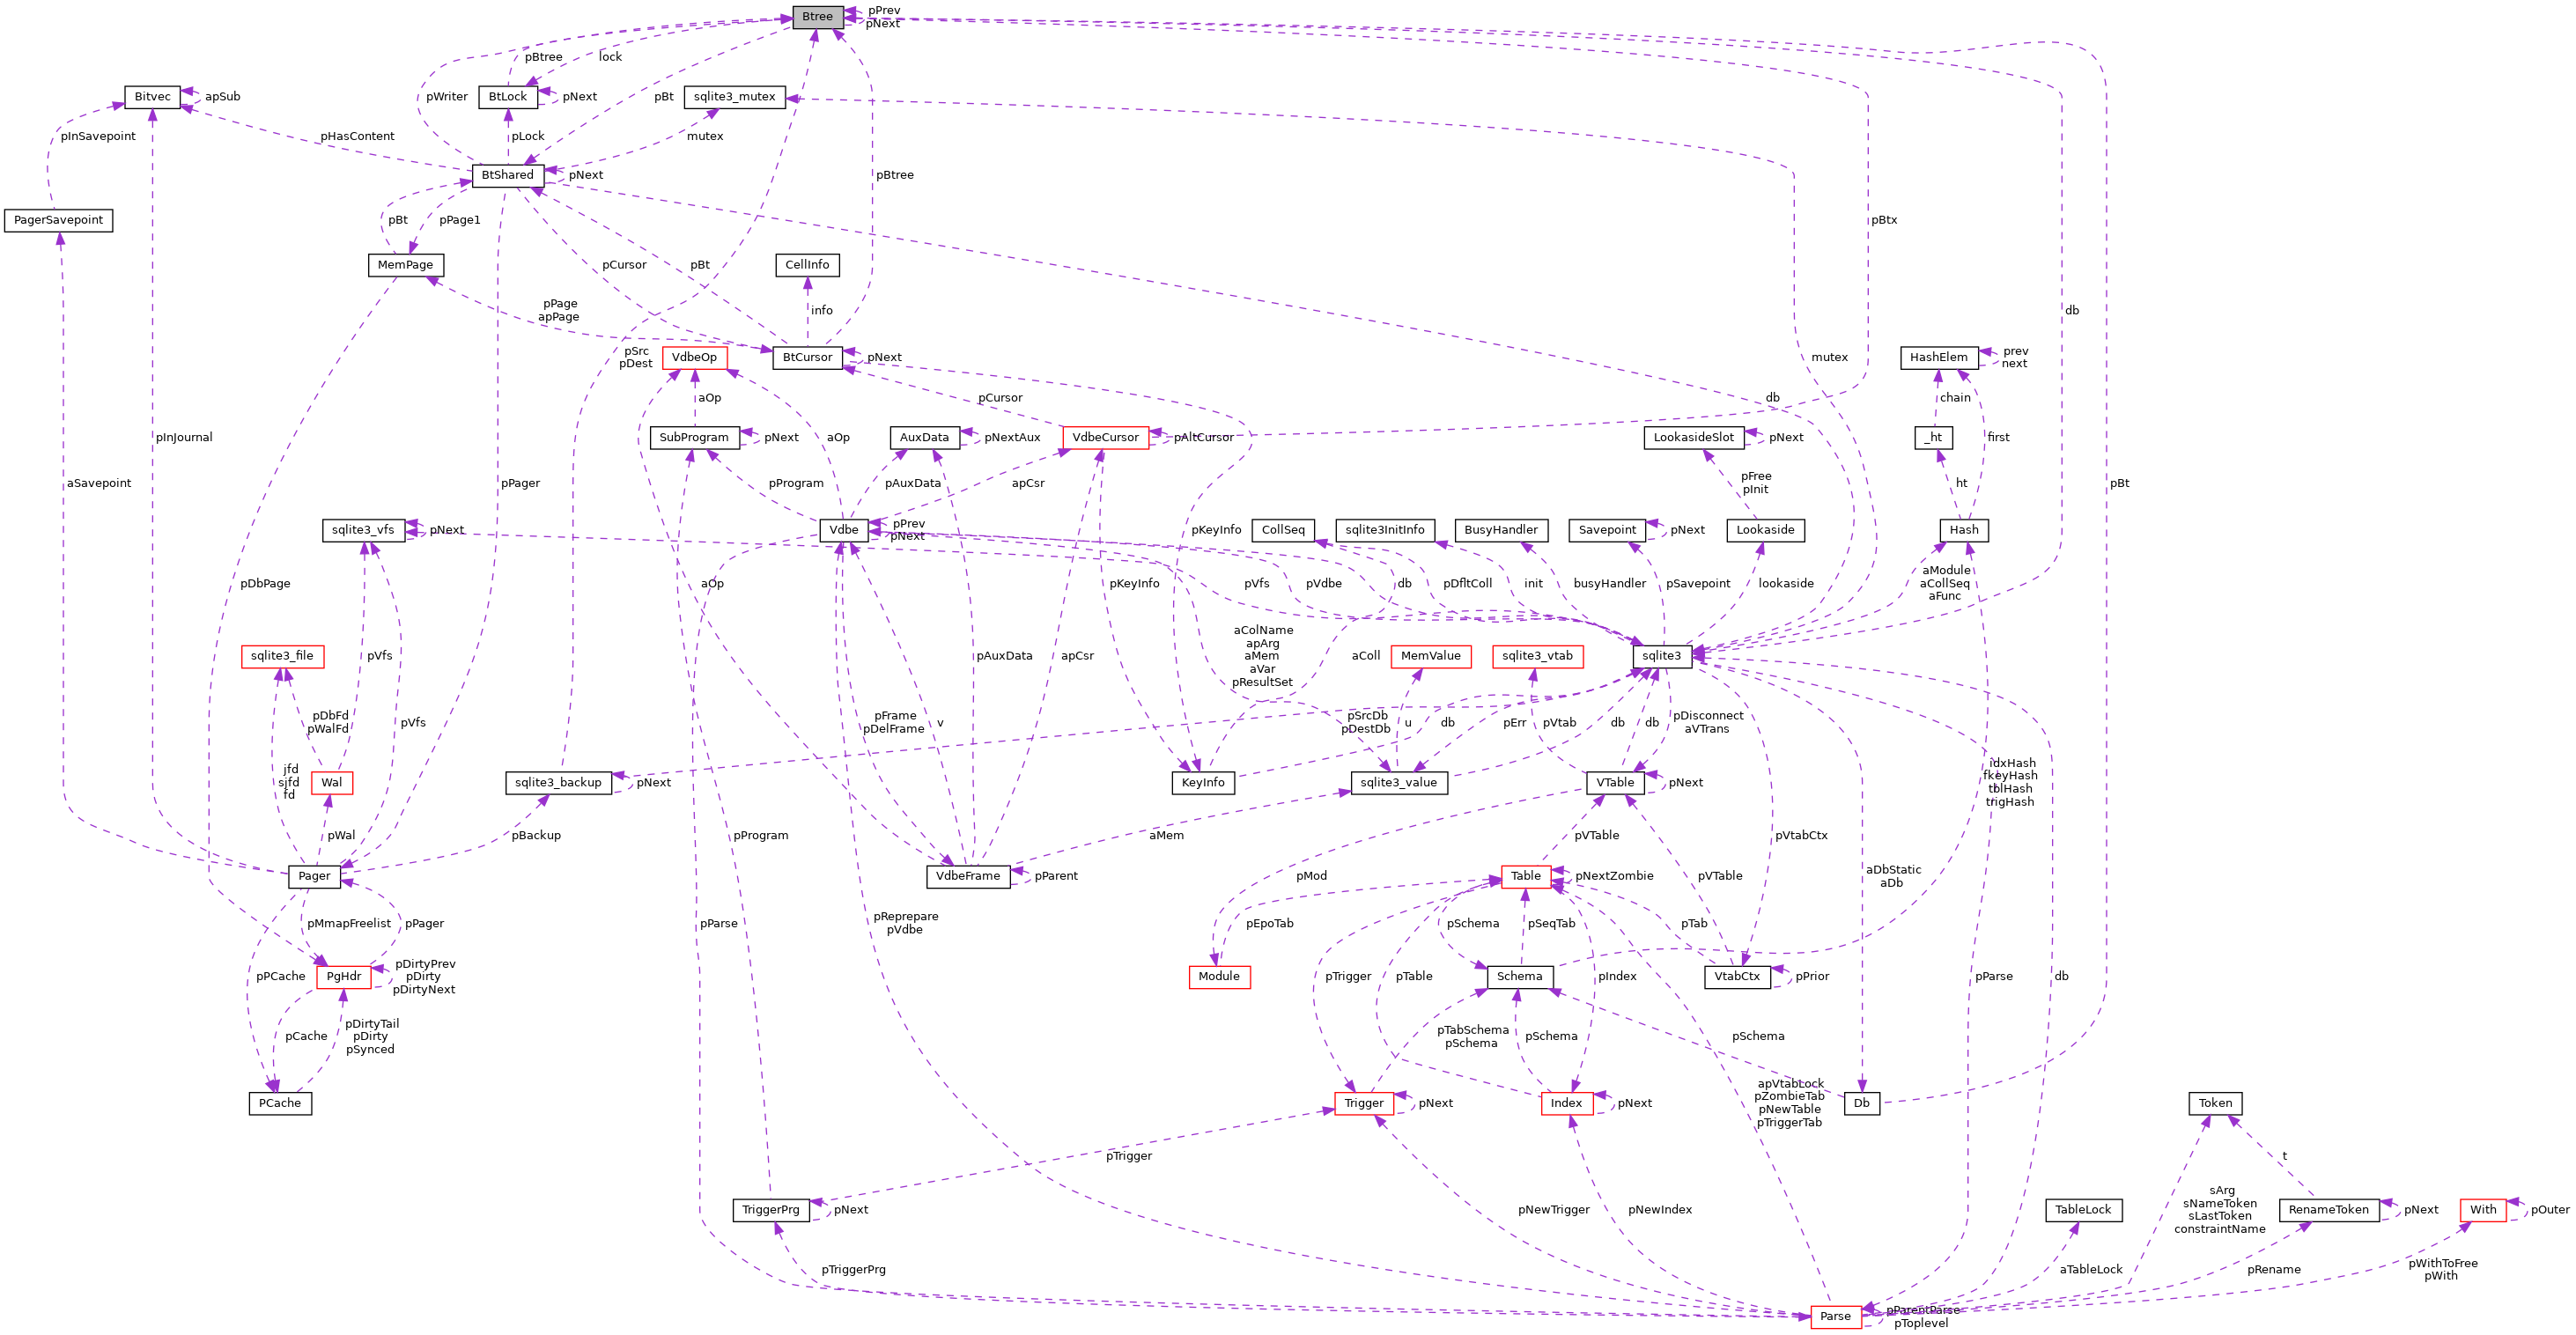 Btree
pPrev
pNext
pBtree
lock
Bitvec
apSub
pWriter
BtLock
pNext
pBt
sqlite3_mutex
pInSavepoint
pHasContent
pLock
mutex
BtShared
pNext
pBtree
PagerSavepoint
pBt
pPage1
pBtx
MemPage
pCursor
pBt
CellInfo
pPage
apPage
info
db
pSrc
pDest
VdbeOp
BtCursor
pNext
mutex
HashElem
prev
next
aOp
pCursor
db
chain
pInJournal
SubProgram
pNext
aOp
AuxData
pNextAux
VdbeCursor
pAltCursor
LookasideSlot
pNext
_ht
first
aSavepoint
pPager
pProgram
pAuxData
apCsr
pFree
pInit
ht
pBt
sqlite3_vfs
pNext
Vdbe
pPrev
pNext
pKeyInfo
CollSeq
sqlite3InitInfo
BusyHandler
Savepoint
pNext
Lookaside
Hash
pDbPage
aOp
pKeyInfo
pVfs
pVdbe
db
pDfltColl
init
busyHandler
pSavepoint
lookaside
aModule
aCollSeq
aFunc
sqlite3_file
pVfs
pAuxData
apCsr
aColName
apArg
aMem
aVar
pResultSet
aColl
MemValue
sqlite3_vtab
sqlite3
pDbFd
pWalFd
pVfs
pFrame
pDelFrame
v
pSrcDb
pDestDb
u
db
pErr
pVtab
db
db
pDisconnect
aVTrans
jfd
sjfd
fd
Wal
sqlite3_backup
pNext
KeyInfo
sqlite3_value
VTable
pNext
idxHash
fkeyHash
tblHash
trigHash
pWal
pBackup
pProgram
aMem
pVTable
pVtabCtx
Pager
VdbeFrame
pParent
pMod
Table
pNextZombie
pVTable
aDbStatic
aDb
pMmapFreelist
pPager
pParse
pReprepare
pVdbe
pEpoTab
pSchema
pSeqTab
pTab
pPCache
PgHdr
pDirtyPrev
pDirty
pDirtyNext
Module
pTrigger
pTable
Schema
pIndex
VtabCtx
pPrior
pParse
db
pCache
pDirtyTail
pDirty
pSynced
pTabSchema
pSchema
pSchema
pSchema
PCache
Trigger
pNext
Index
pNext
apVtabLock
pZombieTab
pNewTable
pTriggerTab
Db
Token
pTrigger
t
TriggerPrg
pNext
pNewTrigger
pNewIndex
TableLock
sArg
sNameToken
sLastToken
constraintName
RenameToken
pNext
With
pOuter
pTriggerPrg
aTableLock
pRename
pWithToFree
pWith
Parse
pParentParse
pToplevel